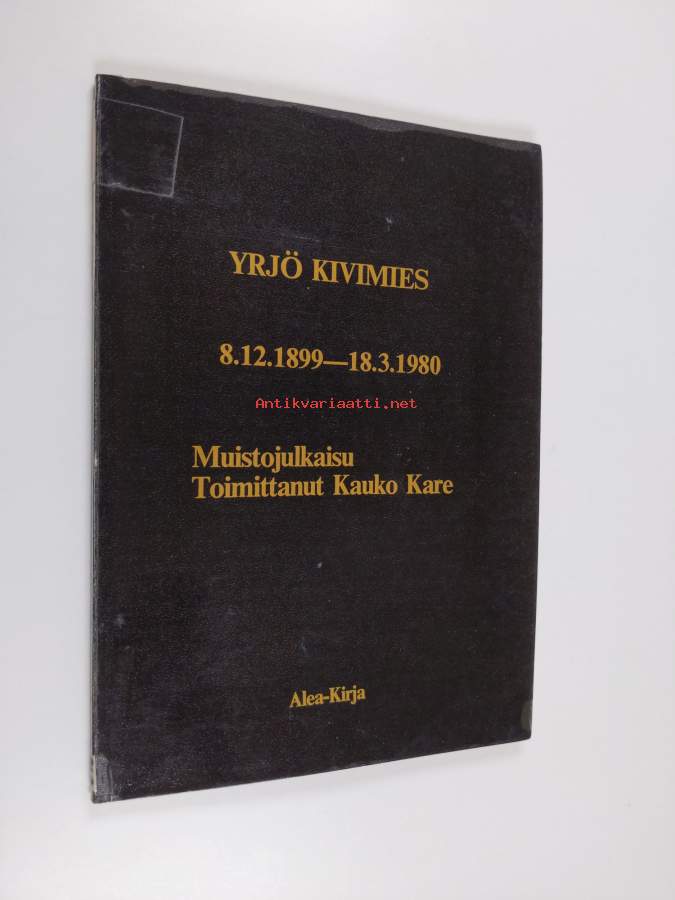 YRJÖ KIVIMIES
8.12.1899—18.3.1980
Antikvariaatti.net
Muistojulkaisu
Toimittanut Kauko Kare
Alea-Kirja